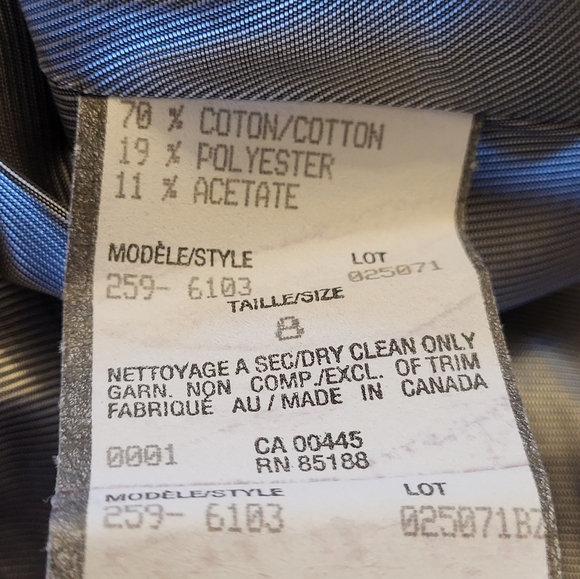 70 % COTON/COTTON
19 % POLYESTER
11 % ACETATE
MODÈLE/STYLE LOT
259- 6103 025071
TAILLE/SIZE
8
NETTOYAGE A SEC/DRY CLEAN ONLY
GARN. NON COMP./EXCL. OF TRIM
FABRIQUÉ AU / MADE IN CANADA
0001 CA 00445
RN 85188
MODÈLE/STYLE LOT
259- 6103 025071BZ